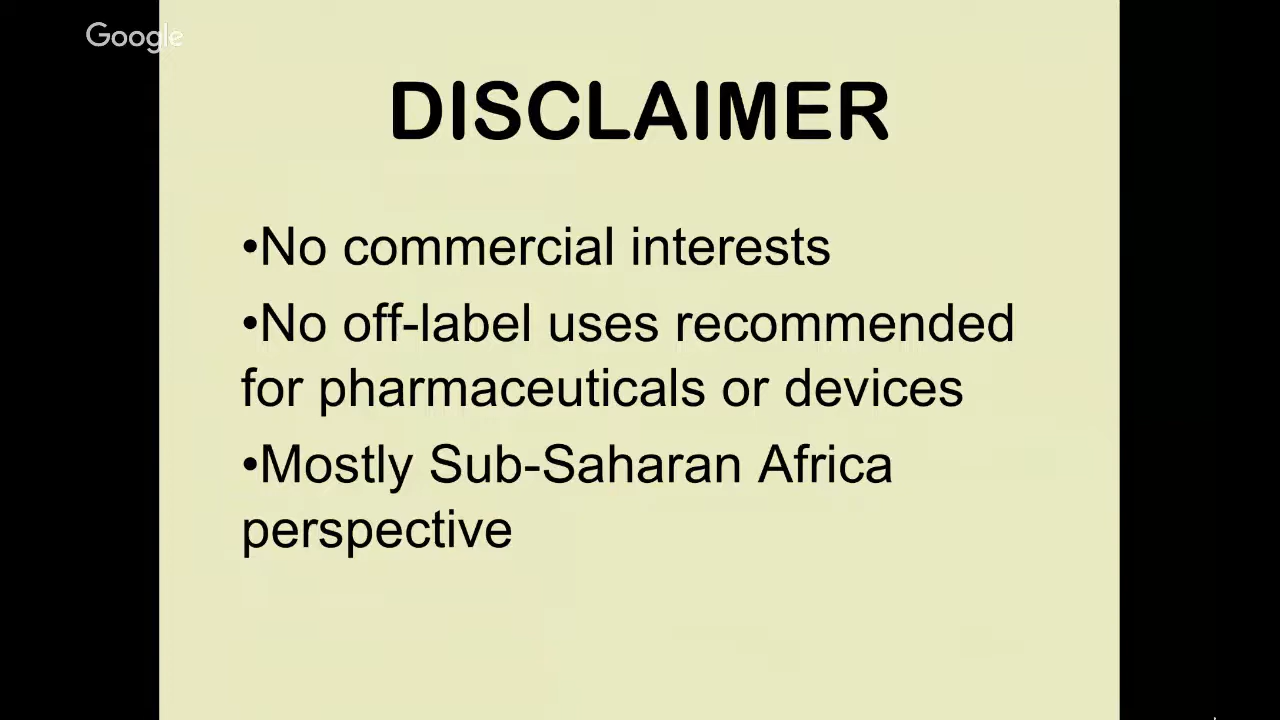 Google
DISCLAIMER
•No commercial interests
•No off-label uses recommended
for pharmaceuticals or devices
•Mostly Sub-Saharan Africa
perspective